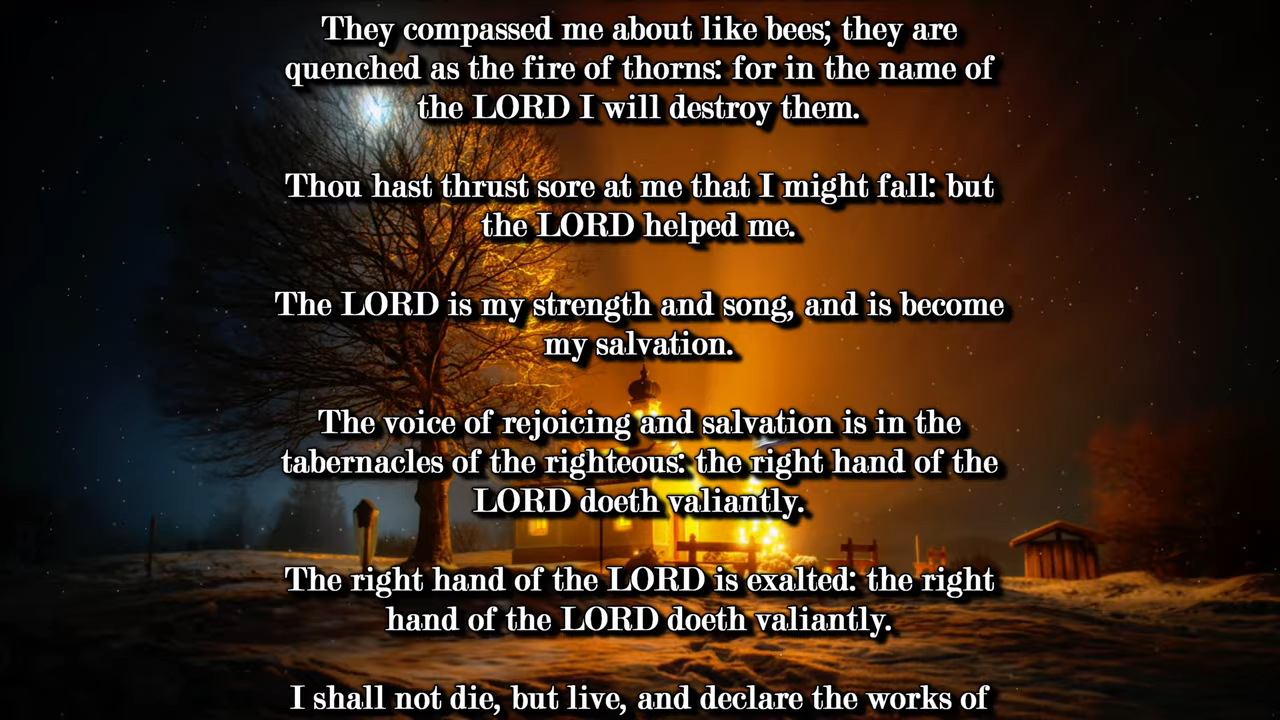 They compassed me about like bees; they are
quenched as the fire of thorns: for in the name of
the LORD I will destroy them.
Thou hast thrust sore at me that I might fall: but
the LORD helped me.
The LORD is my strength and song, and is become
my salvation.
The voice of rejoicing and salvation is in the
tabernacles of the righteous: the right hand of the
LORD doeth valiantly.
The right hand of the LORD is exalted: the right
hand of the LORD doeth valiantly.
I shall not die, but live, and declare the works of